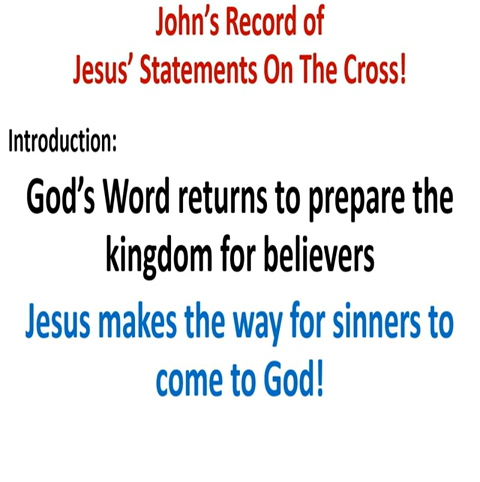 John’s Record of
Jesus’ Statements On The Cross!
Introduction:
God’s Word returns to prepare the
kingdom for believers
Jesus makes the way for sinners to
come to God!